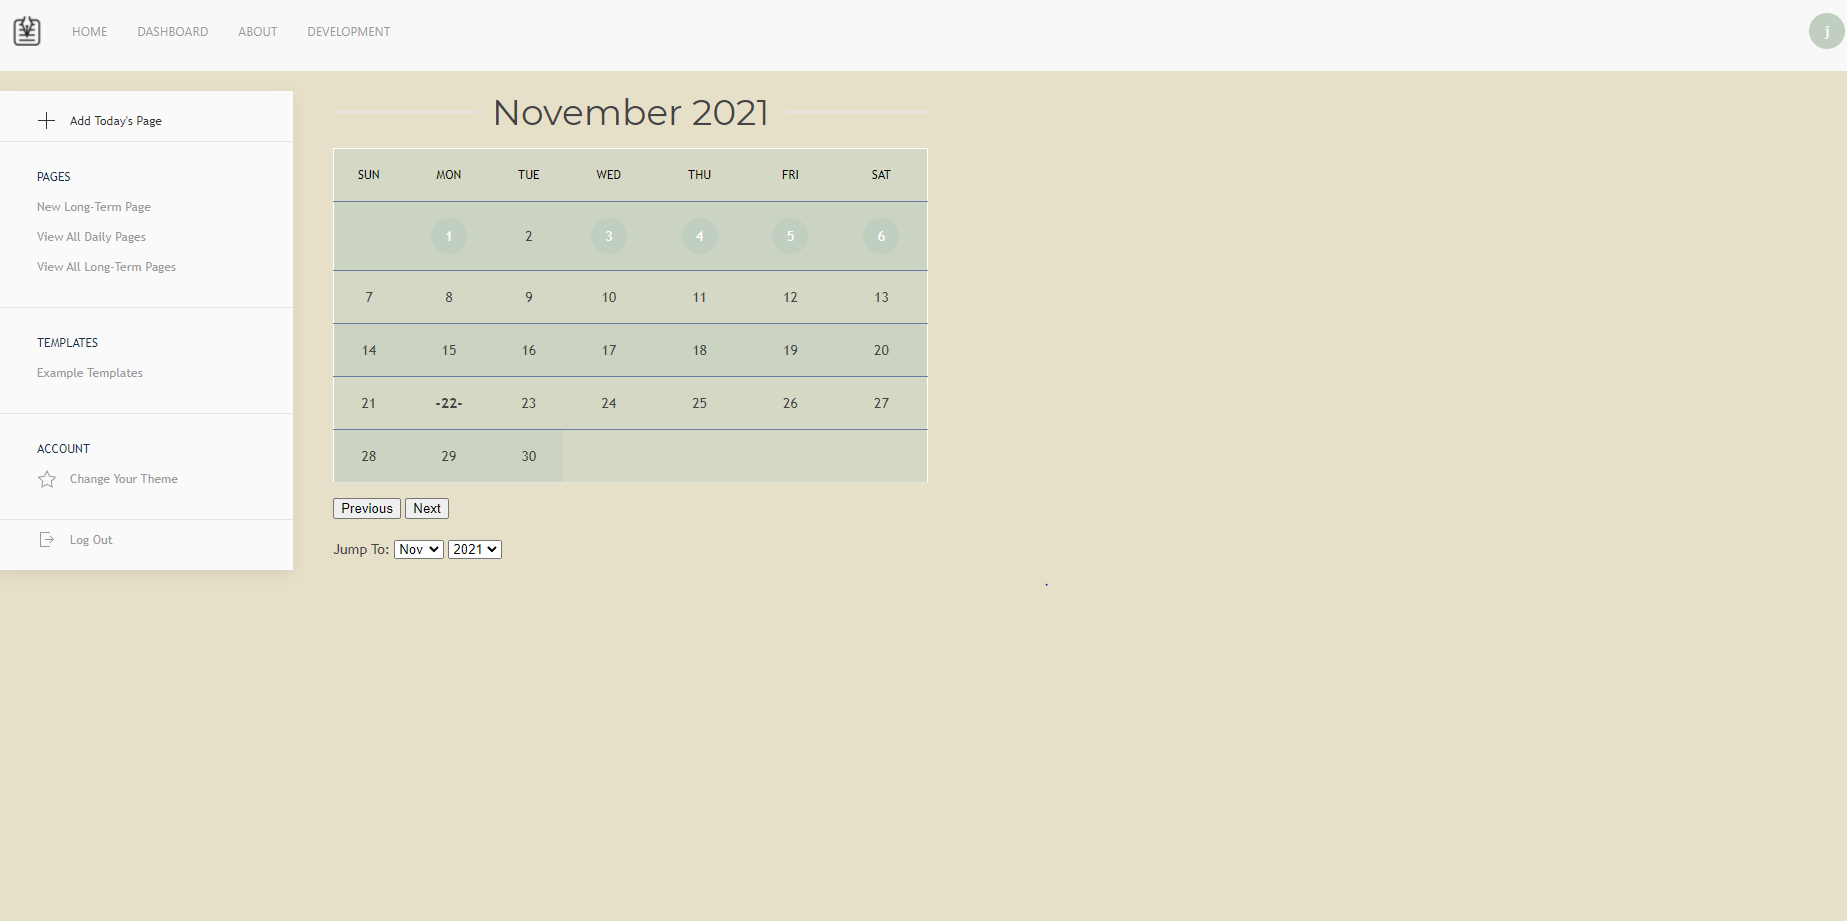 HOME DASHBOARD ABOUT DEVELOPMENT j
Add Today's Page
PAGES
New Long-Term Page
View All Daily Pages
View All Long-Term Pages
TEMPLATES
Example Templates
ACCOUNT
Change Your Theme
Log Out
November 2021
SUN MON TUE WED THU FRI SAT
1 2 3 4 5 6
7 8 9 10 11 12 13
14 15 16 17 18 19 20
21 -22- 23 24 25 26 27
28 29 30
Previous Next
Jump To: Nov 2021